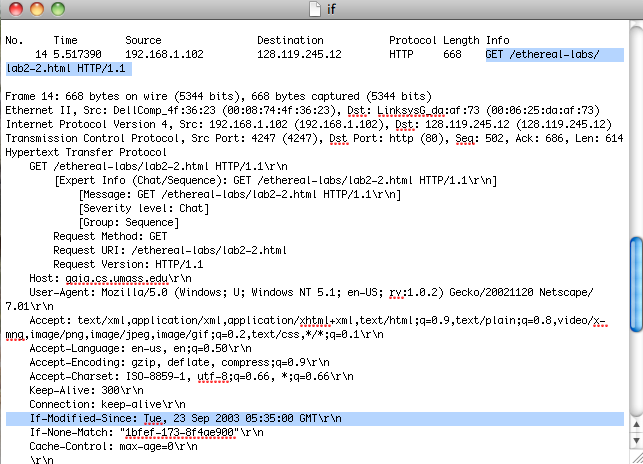 if
No. Time Source Destination Protocol Length Info
14 5.517390 192.168.1.102 128.119.245.12 HTTP 668 GET /ethereal-labs/
lab2-2.html HTTP/1.1
Frame 14: 668 bytes on wire (5344 bits), 668 bytes captured (5344 bits)
Ethernet II, Src: DellComp_4f:36:23 (00:08:74:4f:36:23), Dst: LinksysG_da:af:73 (00:06:25:da:af:73)
Internet Protocol Version 4, Src: 192.168.1.102 (192.168.1.102), Dst: 128.119.245.12 (128.119.245.12)
Transmission Control Protocol, Src Port: 4247 (4247), Dst Port: http (80), Seq: 502, Ack: 686, Len: 614
Hypertext Transfer Protocol
GET /ethereal-labs/lab2-2.html HTTP/1.1\r\n
[Expert Info (Chat/Sequence): GET /ethereal-labs/lab2-2.html HTTP/1.1\r\n]
[Message: GET /ethereal-labs/lab2-2.html HTTP/1.1\r\n]
[Severity level: Chat]
[Group: Sequence]
Request Method: GET
Request URI: /ethereal-labs/lab2-2.html
Request Version: HTTP/1.1
Host: gaia.cs.umass.edu\r\n
User-Agent: Mozilla/5.0 (Windows; U; Windows NT 5.1; en-US; rv:1.0.2) Gecko/20021120 Netscape/
7.01\r\n
Accept: text/xml,application/xml,application/xhtml+xml,text/html;q=0.9,text/plain;q=0.8,video/x-
mng,image/png,image/jpeg,image/gif;q=0.2,text/css,*/*;q=0.1\r\n
Accept-Language: en-us, en;q=0.50\r\n
Accept-Encoding: gzip, deflate, compress;q=0.9\r\n
Accept-Charset: ISO-8859-1, utf-8;q=0.66, *;q=0.66\r\n
Keep-Alive: 300\r\n
Connection: keep-alive\r\n
If-Modified-Since: Tue, 23 Sep 2003 05:35:00 GMT\r\n
If-None-Match: "1bfef-173-8f4ae900"\r\n
Cache-Control: max-age=0\r\n
\r\n